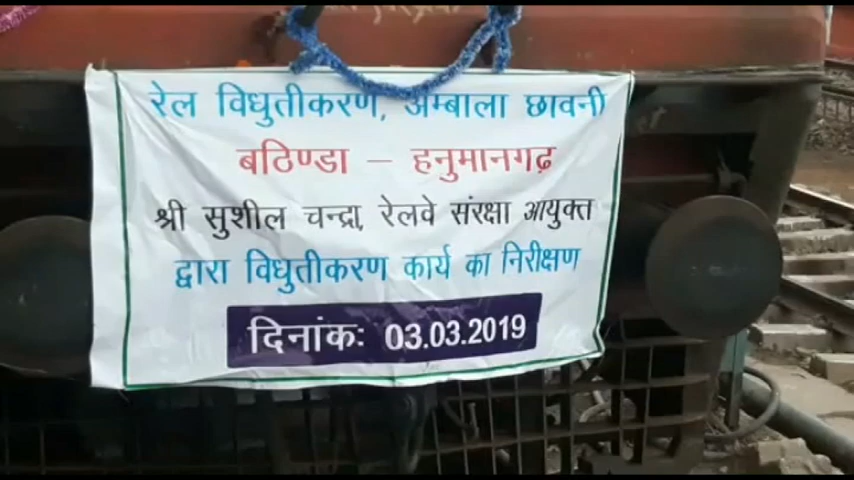 रेल विधुतीकरण, अम्बाला छावनी
बठिण्डा – हनुमानगढ़
श्री सुशील चन्द्रा, रेलवे संरक्षा आयुक्त
द्वारा विधुतीकरण कार्य का निरीक्षण
दिनांक: 03.03.2019